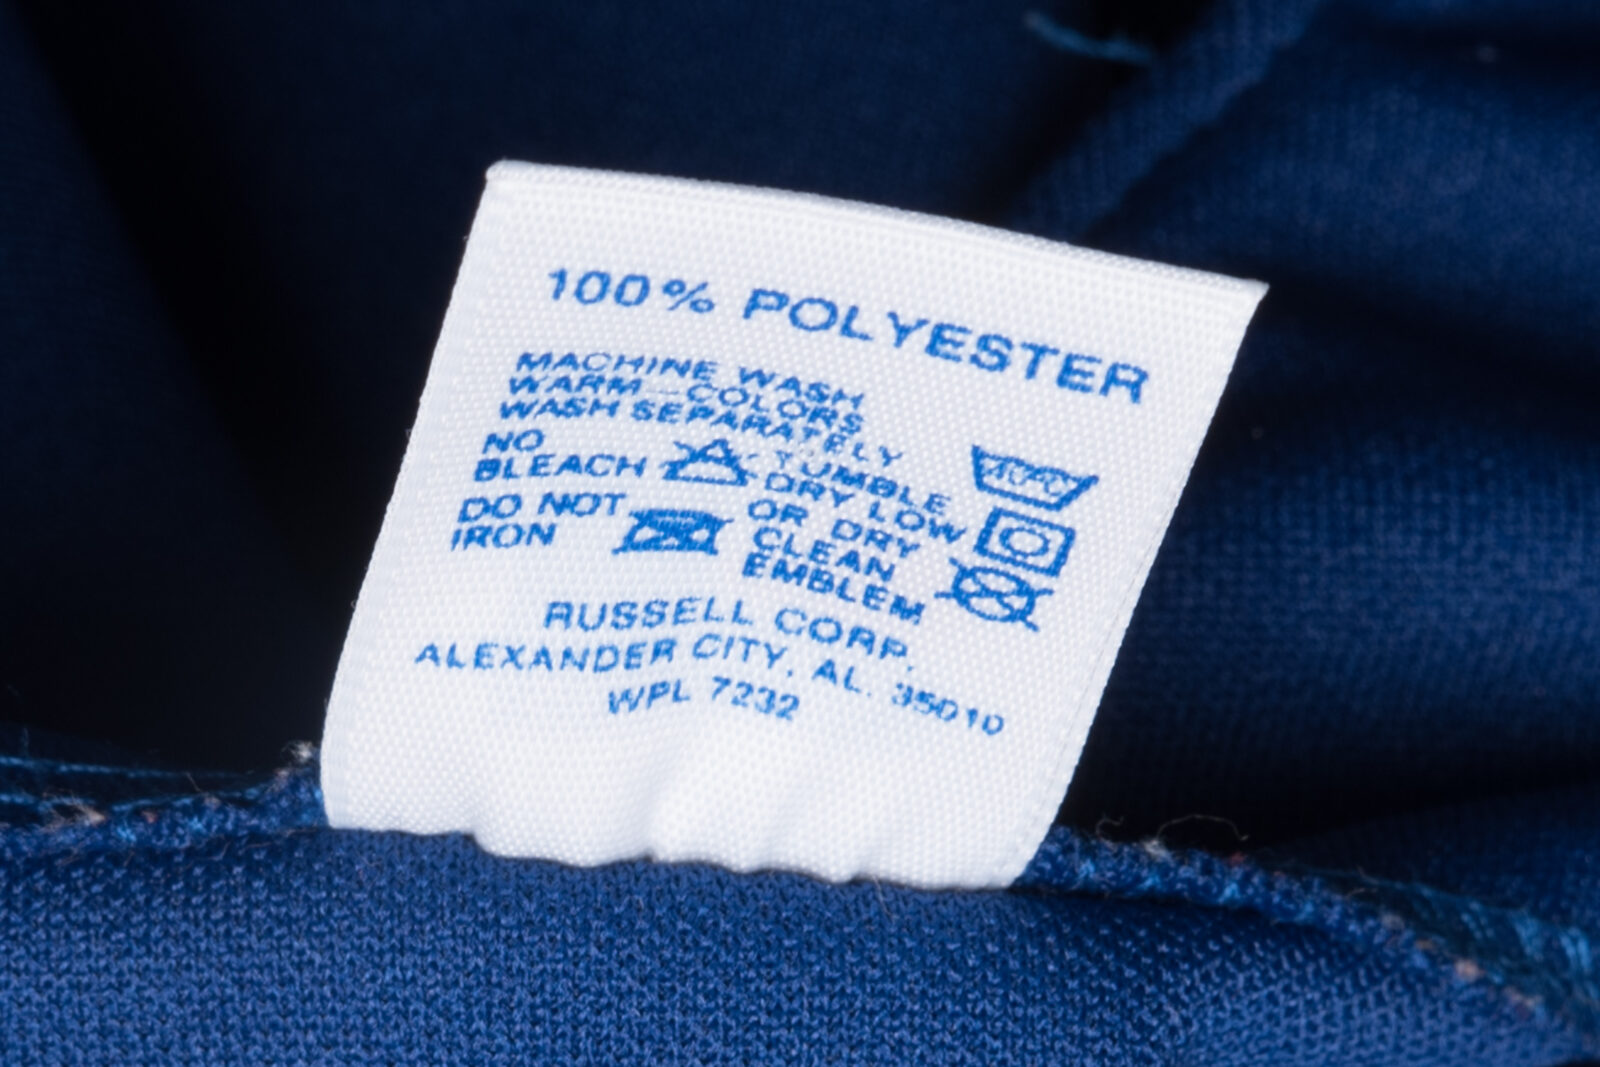 100% POLYESTER
MACHINE WASH
WARM—COLORS
WASH SEPARATELY
NO
BLEACH
DO NOT
IRON
TUMBLE
DRY LOW
OR DRY
CLEAN
EMBLEM
RUSSELL CORP.
ALEXANDER CITY, AL. 35010
WPL 7232